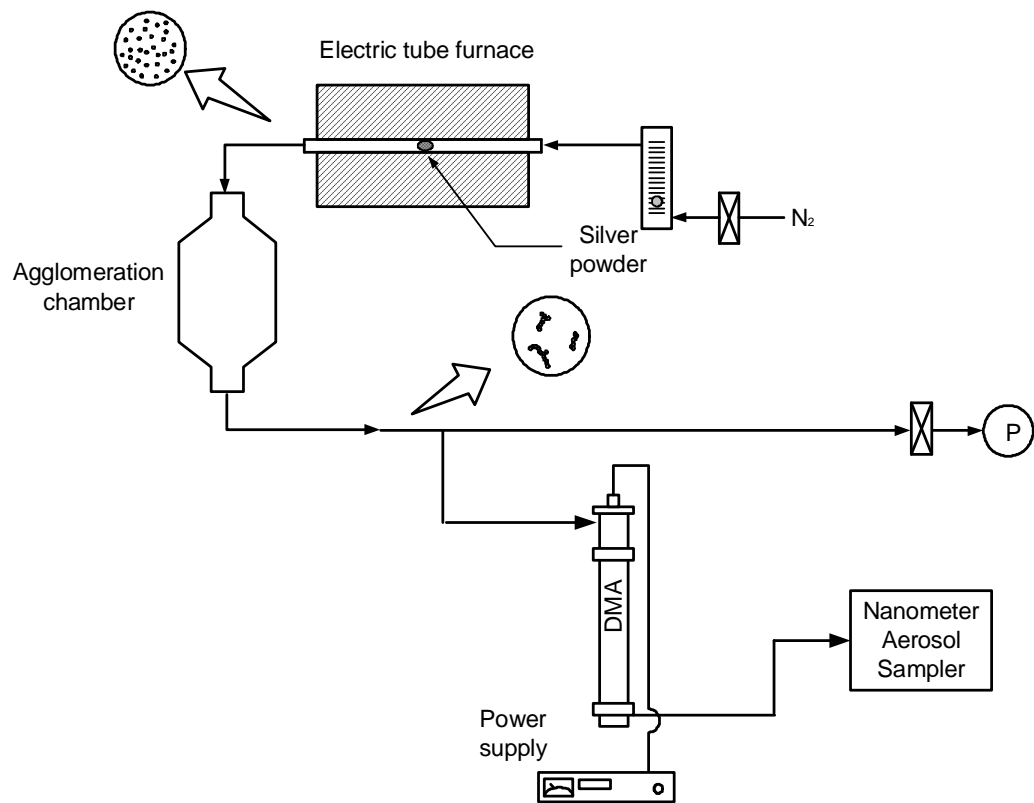 Electric tube furnace
N₂
Silver
powder
Agglomeration
chamber
P
DMA
Nanometer
Aerosol
Sampler
Power
supply